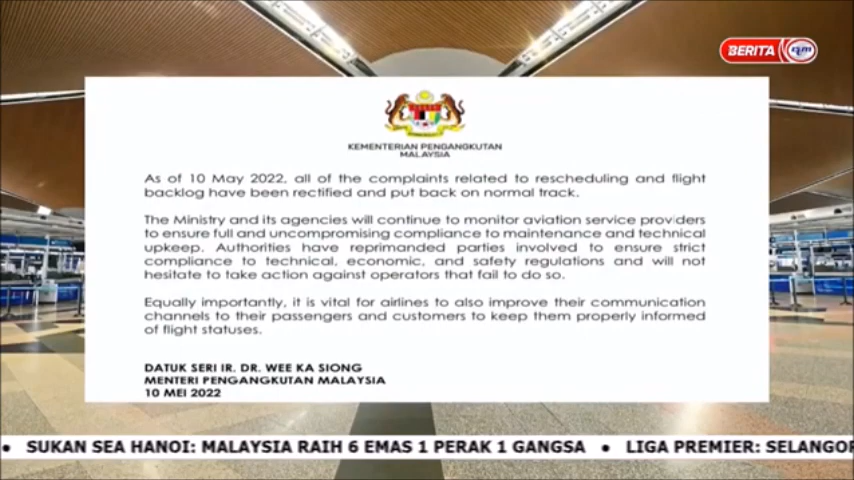 BERITA rtm
KEMENTERIAN PENGANGKUTAN
MALAYSIA
As of 10 May 2022, all of the complaints related to rescheduling and flight
backlog have been rectified and put back on normal track.
The Ministry and its agencies will continue to monitor aviation service providers
to ensure full and uncompromising compliance to maintenance and technical
upkeep. Authorities have reprimanded parties involved to ensure strict
compliance to technical, economic, and safety regulations and will not
hesitate to take action against operators that fail to do so.
Equally importantly, it is vital for airlines to also improve their communication
channels to their passengers and customers to keep them properly informed
of flight statuses.
DATUK SERI IR. DR. WEE KA SIONG
MENTERI PENGANGKUTAN MALAYSIA
10 MEI 2022
• SUKAN SEA HANOI: MALAYSIA RAIH 6 EMAS 1 PERAK 1 GANGSA • LIGA PREMIER: SELANGOR